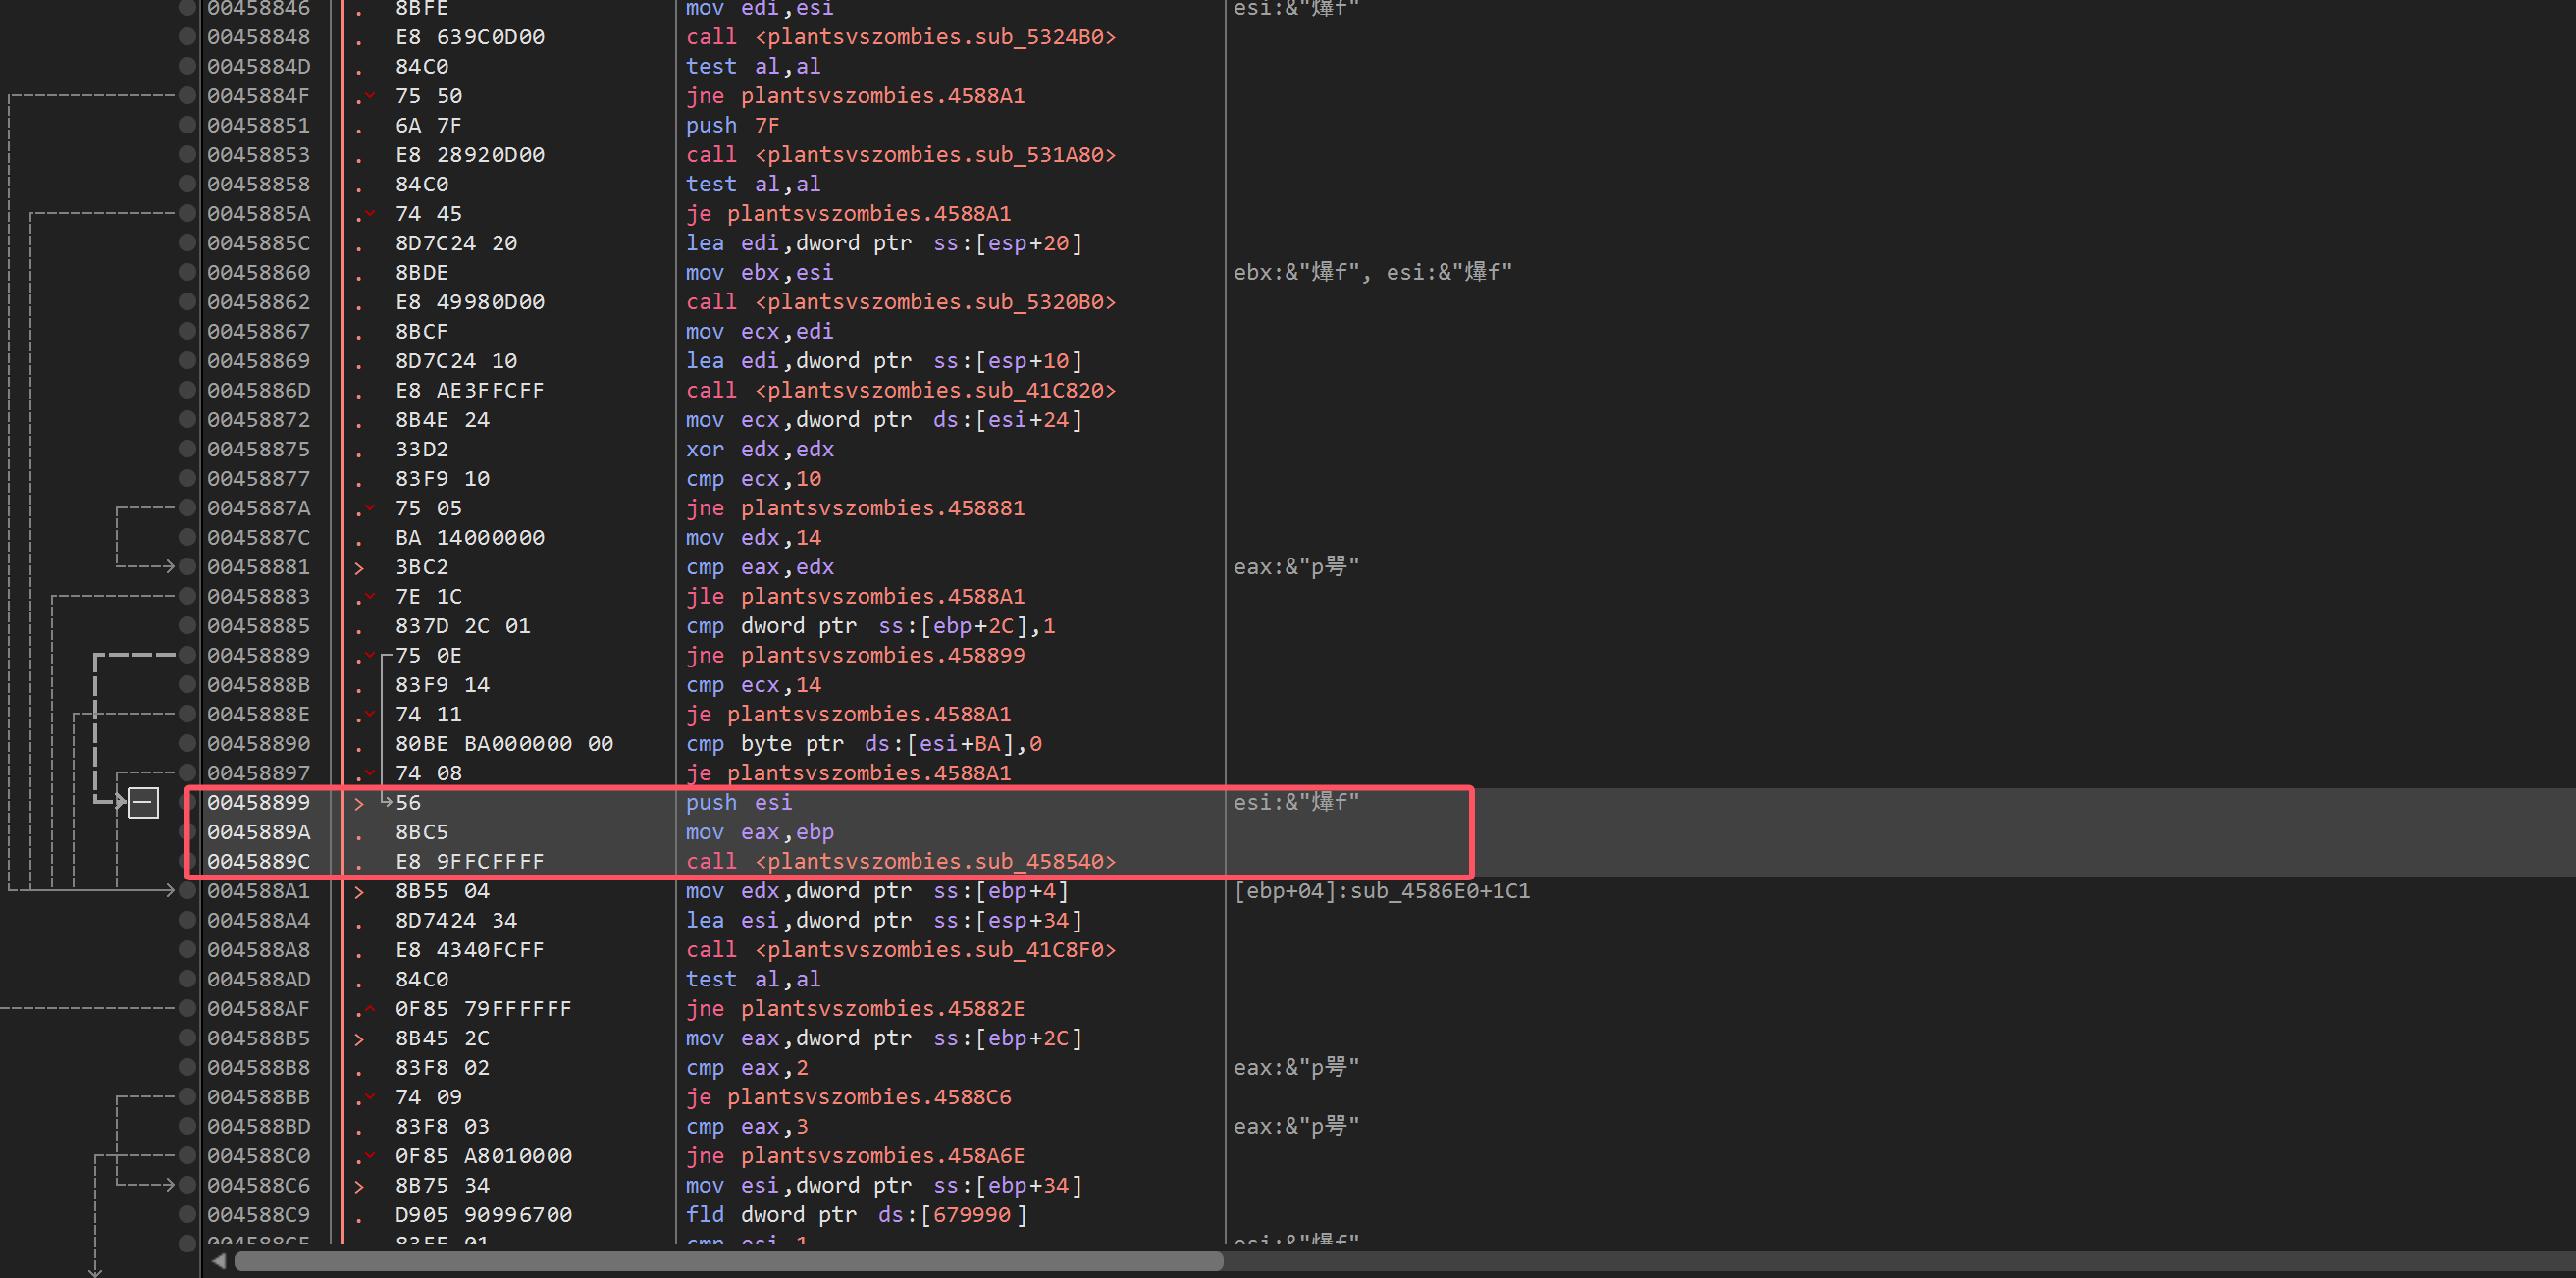 00458846 . 8BFE mov edi,esi esi:&"爆f"
00458848 . E8 639C0D00 call <plantsvszombies.sub_5324B0>
0045884D . 84C0 test al,al
0045884F . 75 50 jne plantsvszombies.4588A1
00458851 . 6A 7F push 7F
00458853 . E8 28920D00 call <plantsvszombies.sub_531A80>
00458858 . 84C0 test al,al
0045885A . 74 45 je plantsvszombies.4588A1
0045885C . 8D7C24 20 lea edi,dword ptr ss:[esp+20]
00458860 . 8BDE mov ebx,esi ebx:&"爆f", esi:&"爆f"
00458862 . E8 49980D00 call <plantsvszombies.sub_5320B0>
00458867 . 8BCF mov ecx,edi
00458869 . 8D7C24 10 lea edi,dword ptr ss:[esp+10]
0045886D . E8 AE3FFCFF call <plantsvszombies.sub_41C820>
00458872 . 8B4E 24 mov ecx,dword ptr ds:[esi+24]
00458875 . 33D2 xor edx,edx
00458877 . 83F9 10 cmp ecx,10
0045887A . 75 05 jne plantsvszombies.458881
0045887C . BA 14000000 mov edx,14
00458881 > 3BC2 cmp eax,edx eax:&"p咢"
00458883 . 7E 1C jle plantsvszombies.4588A1
00458885 . 837D 2C 01 cmp dword ptr ss:[ebp+2C],1
00458889 . 75 0E jne plantsvszombies.458899
0045888B . 83F9 14 cmp ecx,14
0045888E . 74 11 je plantsvszombies.4588A1
00458890 . 80BE BA000000 00 cmp byte ptr ds:[esi+BA],0
00458897 . 74 08 je plantsvszombies.4588A1
00458899 > 56 push esi esi:&"爆f"
0045889A . 8BC5 mov eax,ebp
0045889C . E8 9FFCFFFF call <plantsvszombies.sub_458540>
004588A1 > 8B55 04 mov edx,dword ptr ss:[ebp+4] [ebp+04]:sub_4586E0+1C1
004588A4 . 8D7424 34 lea esi,dword ptr ss:[esp+34]
004588A8 . E8 4340FCFF call <plantsvszombies.sub_41C8F0>
004588AD . 84C0 test al,al
004588AF . 0F85 79FFFFFF jne plantsvszombies.45882E
004588B5 > 8B45 2C mov eax,dword ptr ss:[ebp+2C]
004588B8 . 83F8 02 cmp eax,2 eax:&"p咢"
004588BB . 74 09 je plantsvszombies.4588C6
004588BD . 83F8 03 cmp eax,3 eax:&"p咢"
004588C0 . 0F85 A8010000 jne plantsvszombies.458A6E
004588C6 > 8B75 34 mov esi,dword ptr ss:[ebp+34]
004588C9 . D905 90996700 fld dword ptr ds:[679990]
004588CF . 83FE 01 cmp esi,1 esi:&"爆f"